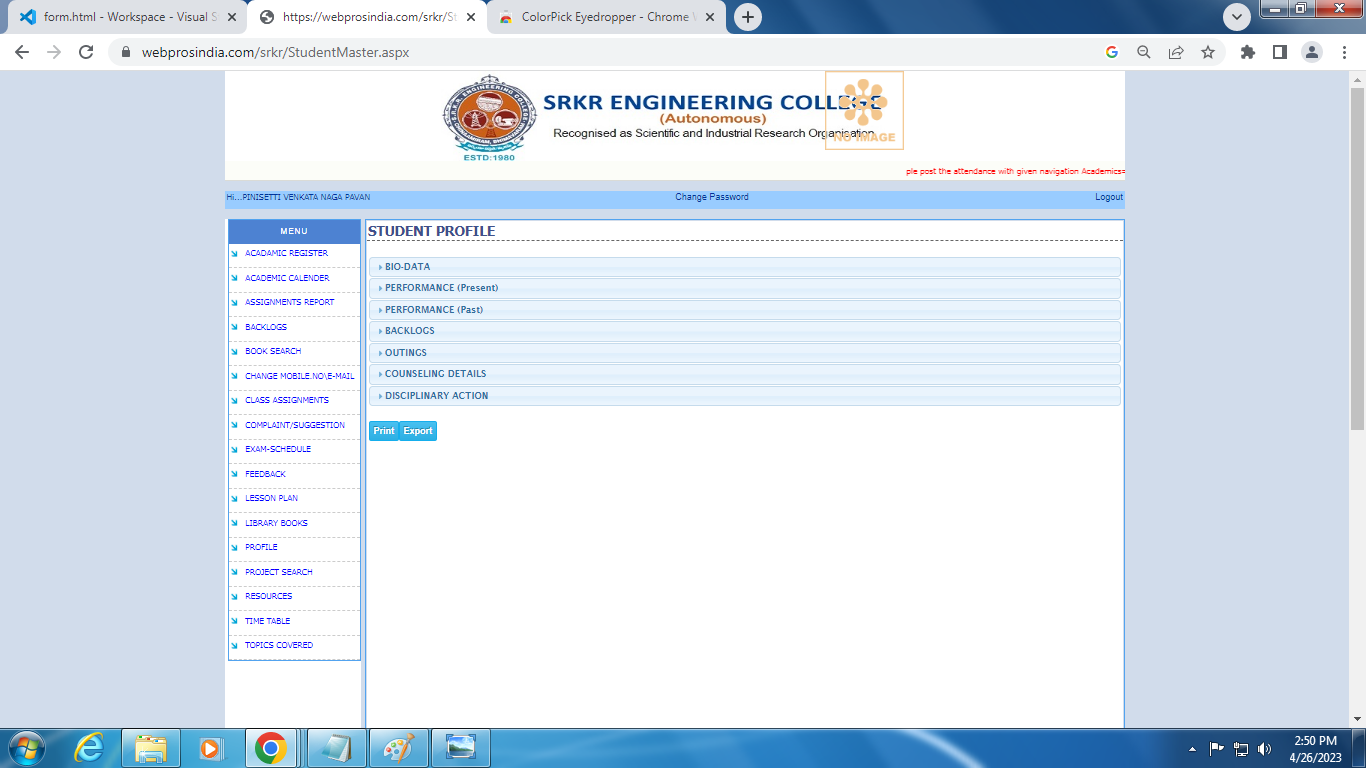 form.html - Workspace - Visual S
https://webprosindia.com/srkr/St
ColorPick Eyedropper - Chrome W
webprosindia.com/srkr/StudentMaster.aspx
SRKR ENGINEERING COLLEGE
(Autonomous)
Recognised as Scientific and Industrial Research Organisation
NO IMAGE
ESTD:1980
ple post the attendance with given navigation Academics=
Hi...PINISETTI VENKATA NAGA PAVAN
Change Password
Logout
MENU
ACADAMIC REGISTER
ACADEMIC CALENDER
ASSIGNMENTS REPORT
BACKLOGS
BOOK SEARCH
CHANGE MOBILE.NO\E-MAIL
CLASS ASSIGNMENTS
COMPLAINT/SUGGESTION
EXAM-SCHEDULE
FEEDBACK
LESSON PLAN
LIBRARY BOOKS
PROFILE
PROJECT SEARCH
RESOURCES
TIME TABLE
TOPICS COVERED
STUDENT PROFILE
BIO-DATA
PERFORMANCE (Present)
PERFORMANCE (Past)
BACKLOGS
OUTINGS
COUNSELING DETAILS
DISCIPLINARY ACTION
Print Export
2:50 PM
4/26/2023